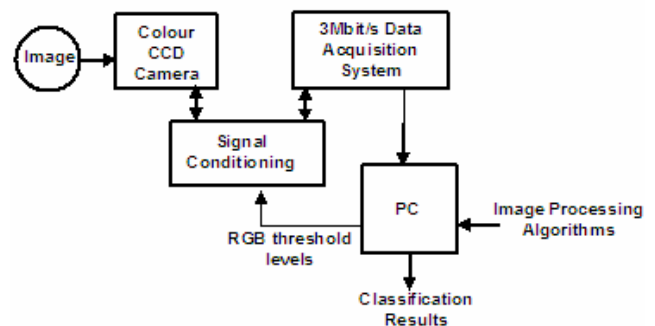 Image
Colour
CCD
Camera
3Mbit/s Data
Acquisition
System
Signal
Conditioning
PC
Image Processing
Algorithms
RGB threshold
levels
Classification
Results